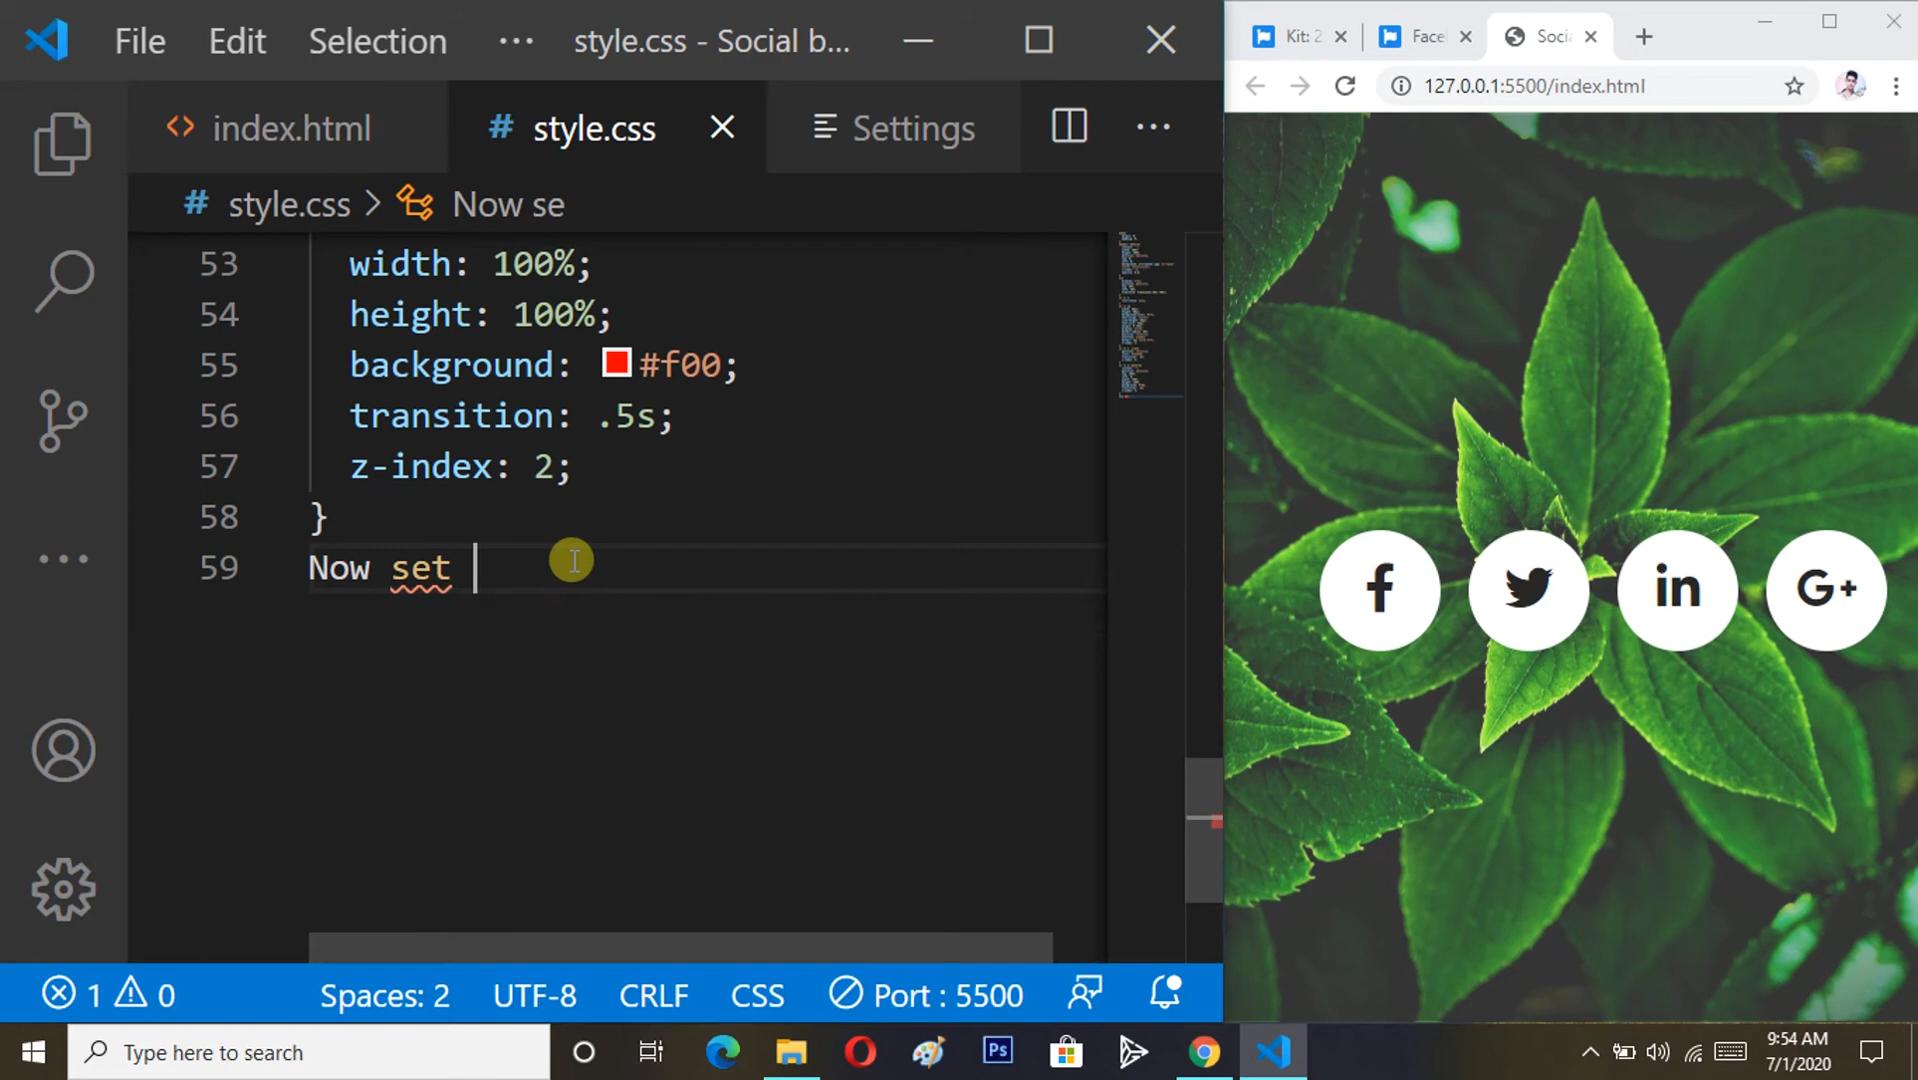 File Edit Selection ··· style.css - Social b...
index.html style.css Settings
style.css > Now se
53 width: 100%;
54 height: 100%;
55 background: #f00;
56 transition: .5s;
57 z-index: 2;
58 }
59 Now set
1 0 Spaces: 2 UTF-8 CRLF CSS Port : 5500
Kit: 2 Facel Socia
127.0.0.1:5500/index.html
f in G+
Type here to search
Ps
9:54 AM
7/1/2020